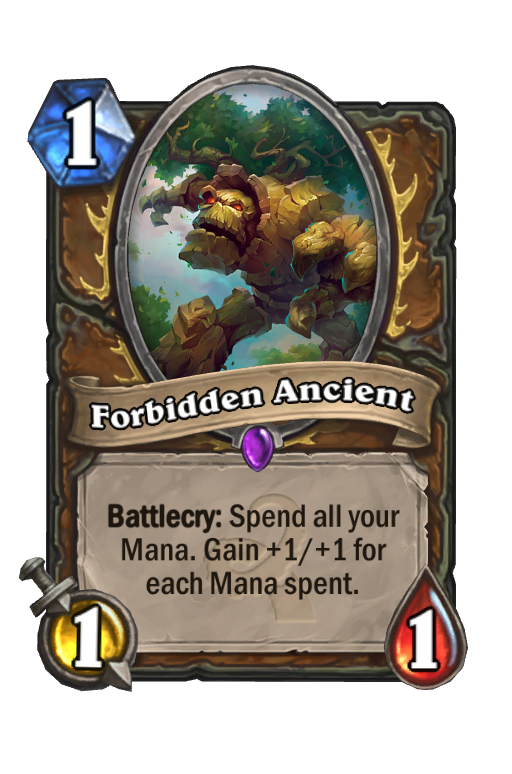 1
Forbidden Ancient
Battlecry: Spend all your
Mana. Gain +1/+1 for
each Mana spent.
1
1